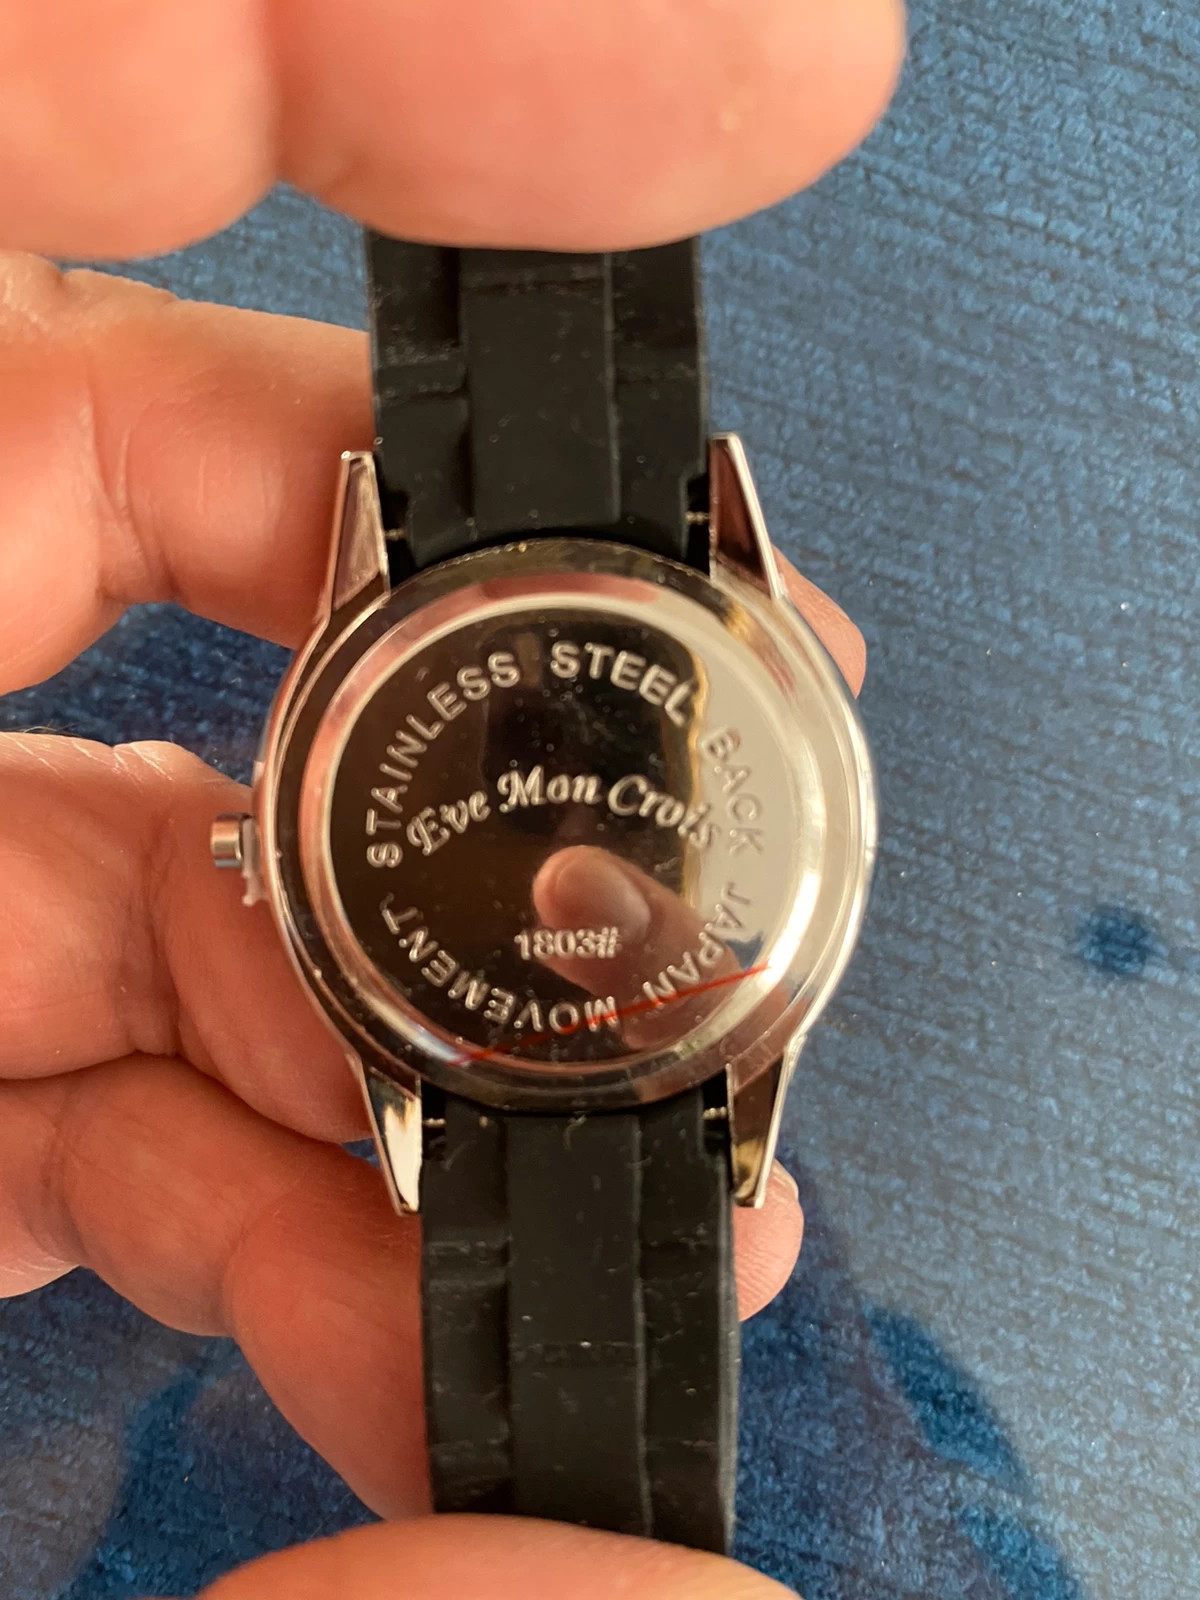 STAINLESS STEEL BACK JAPAN MOVEMENT
Eve Mon Crois
1803#